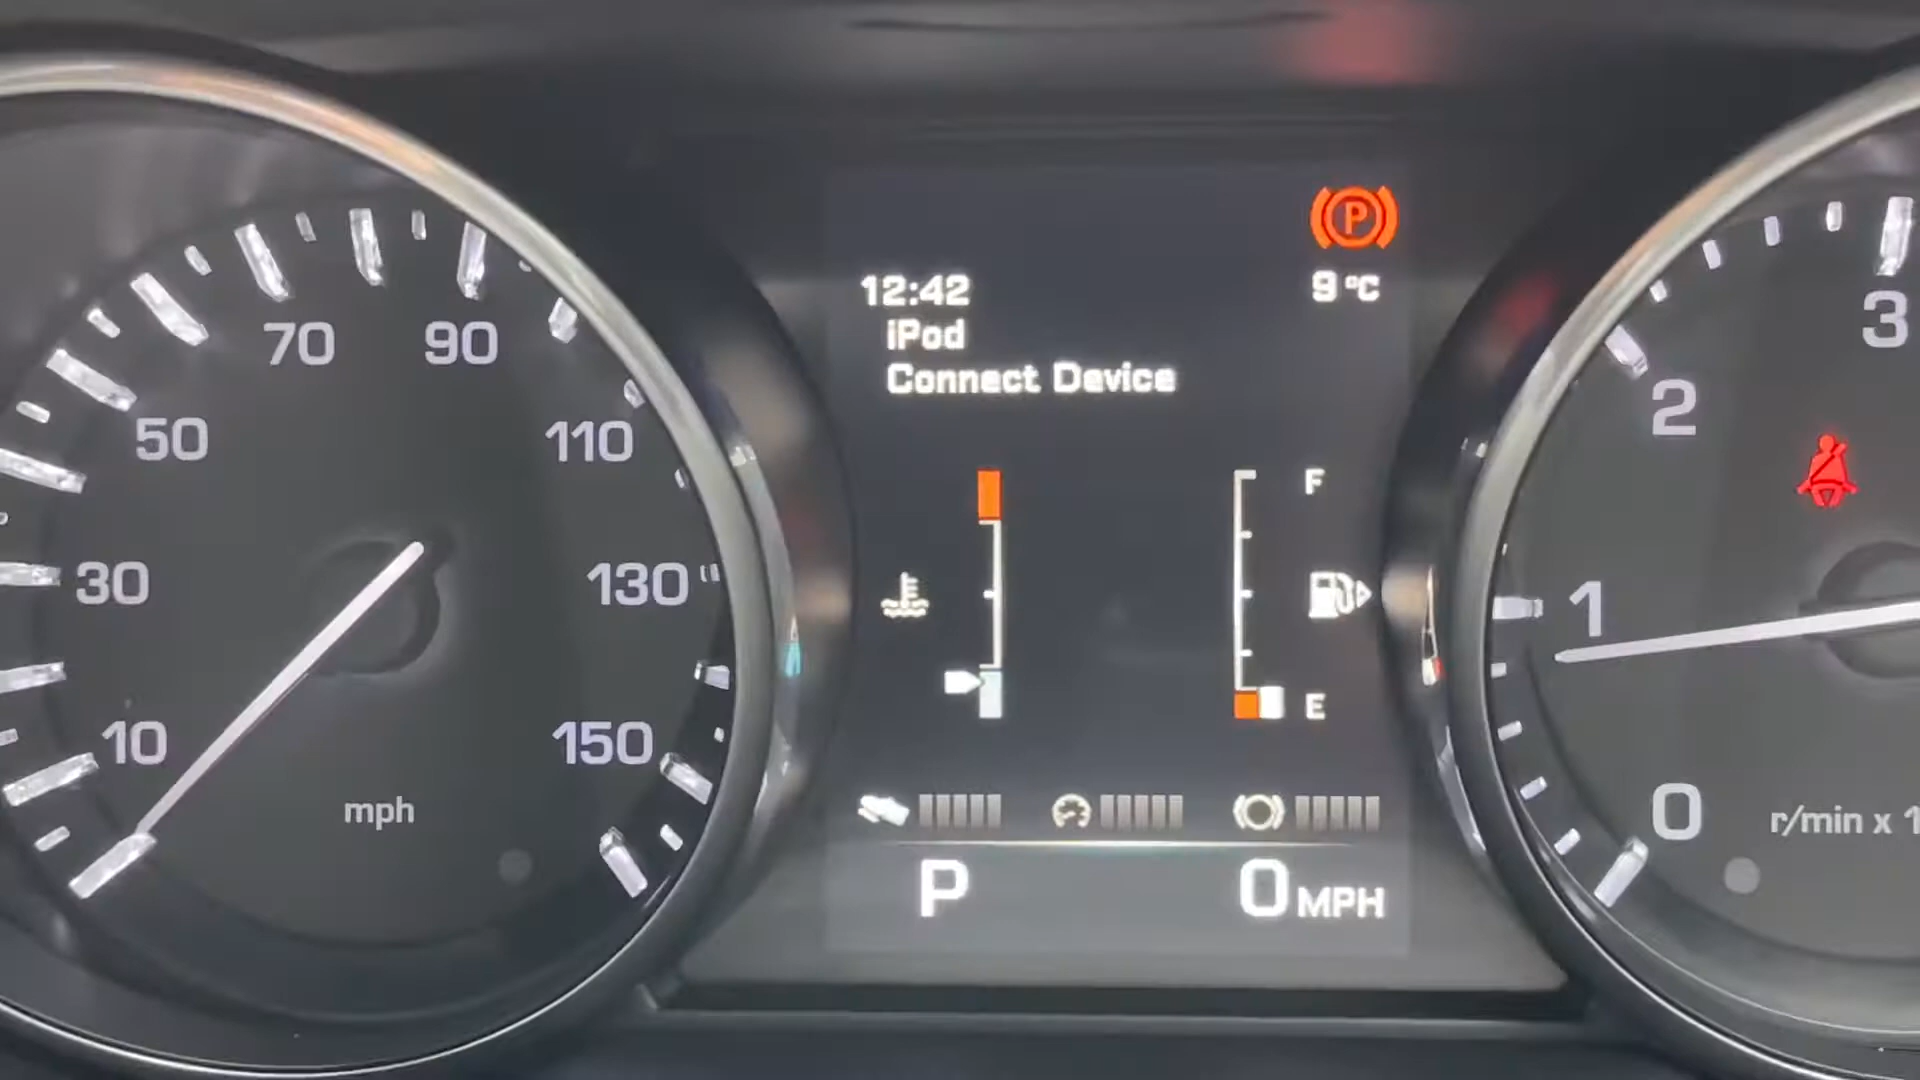 70 90
50 110
30 130
10 150
mph
P
12:42 9 °C
iPod
Connect Device
F
E
P 0 MPH
3
2
1
0
r/min x 1